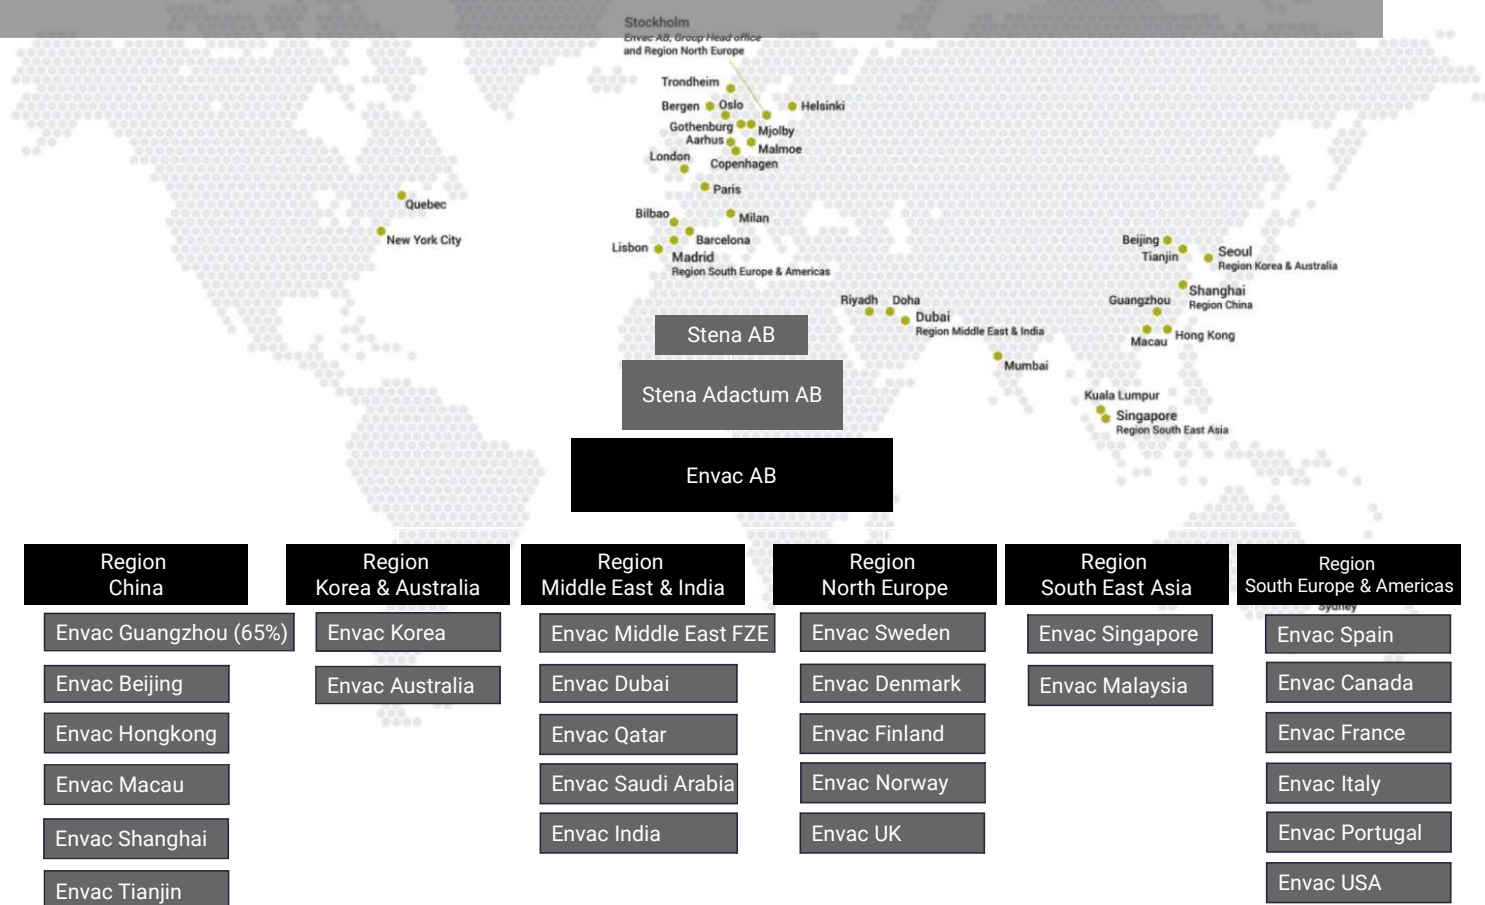 Stockholm
Envac AB, Group Head office
and Region North Europe
Trondheim
Bergen
Oslo
Helsinki
Gothenburg
Mjolby
Aarhus
Malmoe
London
Copenhagen
Paris
Quebec
Bilbao
Milan
New York City
Barcelona
Lisbon
Madrid
Region South Europe & Americas
Beijing
Tianjin
Seoul
Region Korea & Australia
Shanghai
Region China
Guangzhou
Riyadh
Doha
Dubai
Region Middle East & India
Macau
Hong Kong
Mumbai
Kuala Lumpur
Singapore
Region South East Asia
Stena AB
Stena Adactum AB
Envac AB
Region
China
Envac Guangzhou (65%)
Envac Beijing
Envac Hongkong
Envac Macau
Envac Shanghai
Envac Tianjin
Region
Korea & Australia
Envac Korea
Envac Australia
Region
Middle East & India
Envac Middle East FZE
Envac Dubai
Envac Qatar
Envac Saudi Arabia
Envac India
Region
North Europe
Envac Sweden
Envac Denmark
Envac Finland
Envac Norway
Envac UK
Region
South East Asia
Envac Singapore
Envac Malaysia
Region
South Europe & Americas
Sydney
Envac Spain
Envac Canada
Envac France
Envac Italy
Envac Portugal
Envac USA